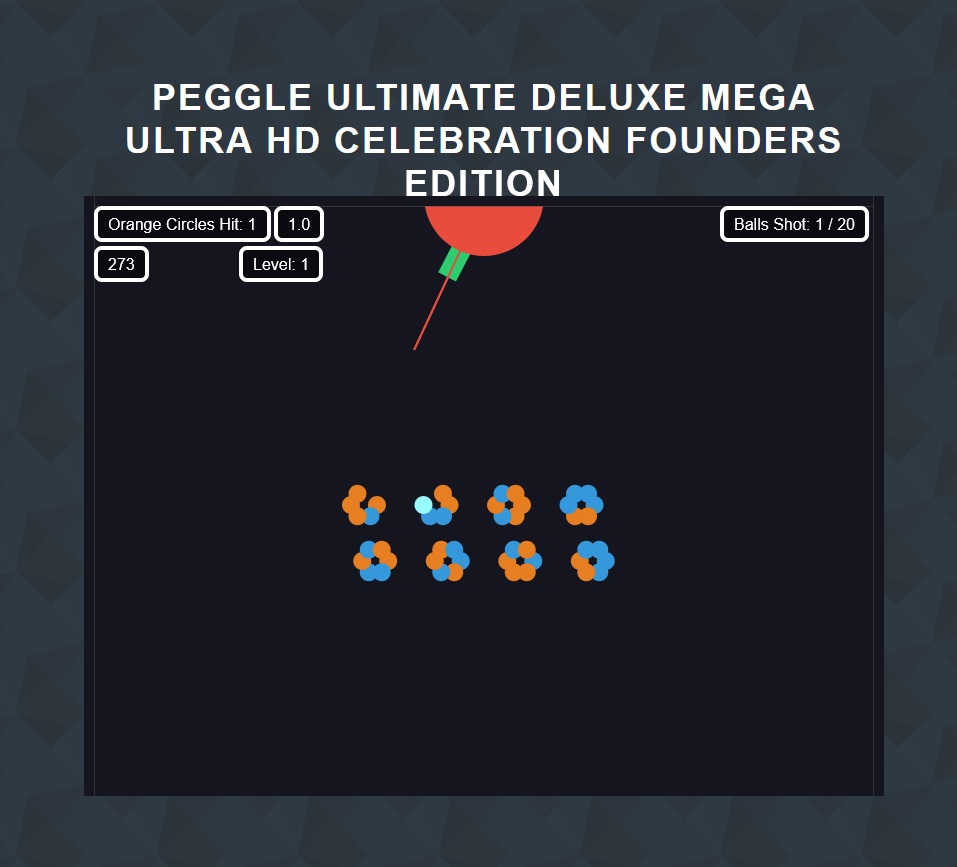 PEGGLE ULTIMATE DELUXE MEGA
ULTRA HD CELEBRATION FOUNDERS
EDITION
Orange Circles Hit: 1
1.0
Balls Shot: 1 / 20
273
Level: 1